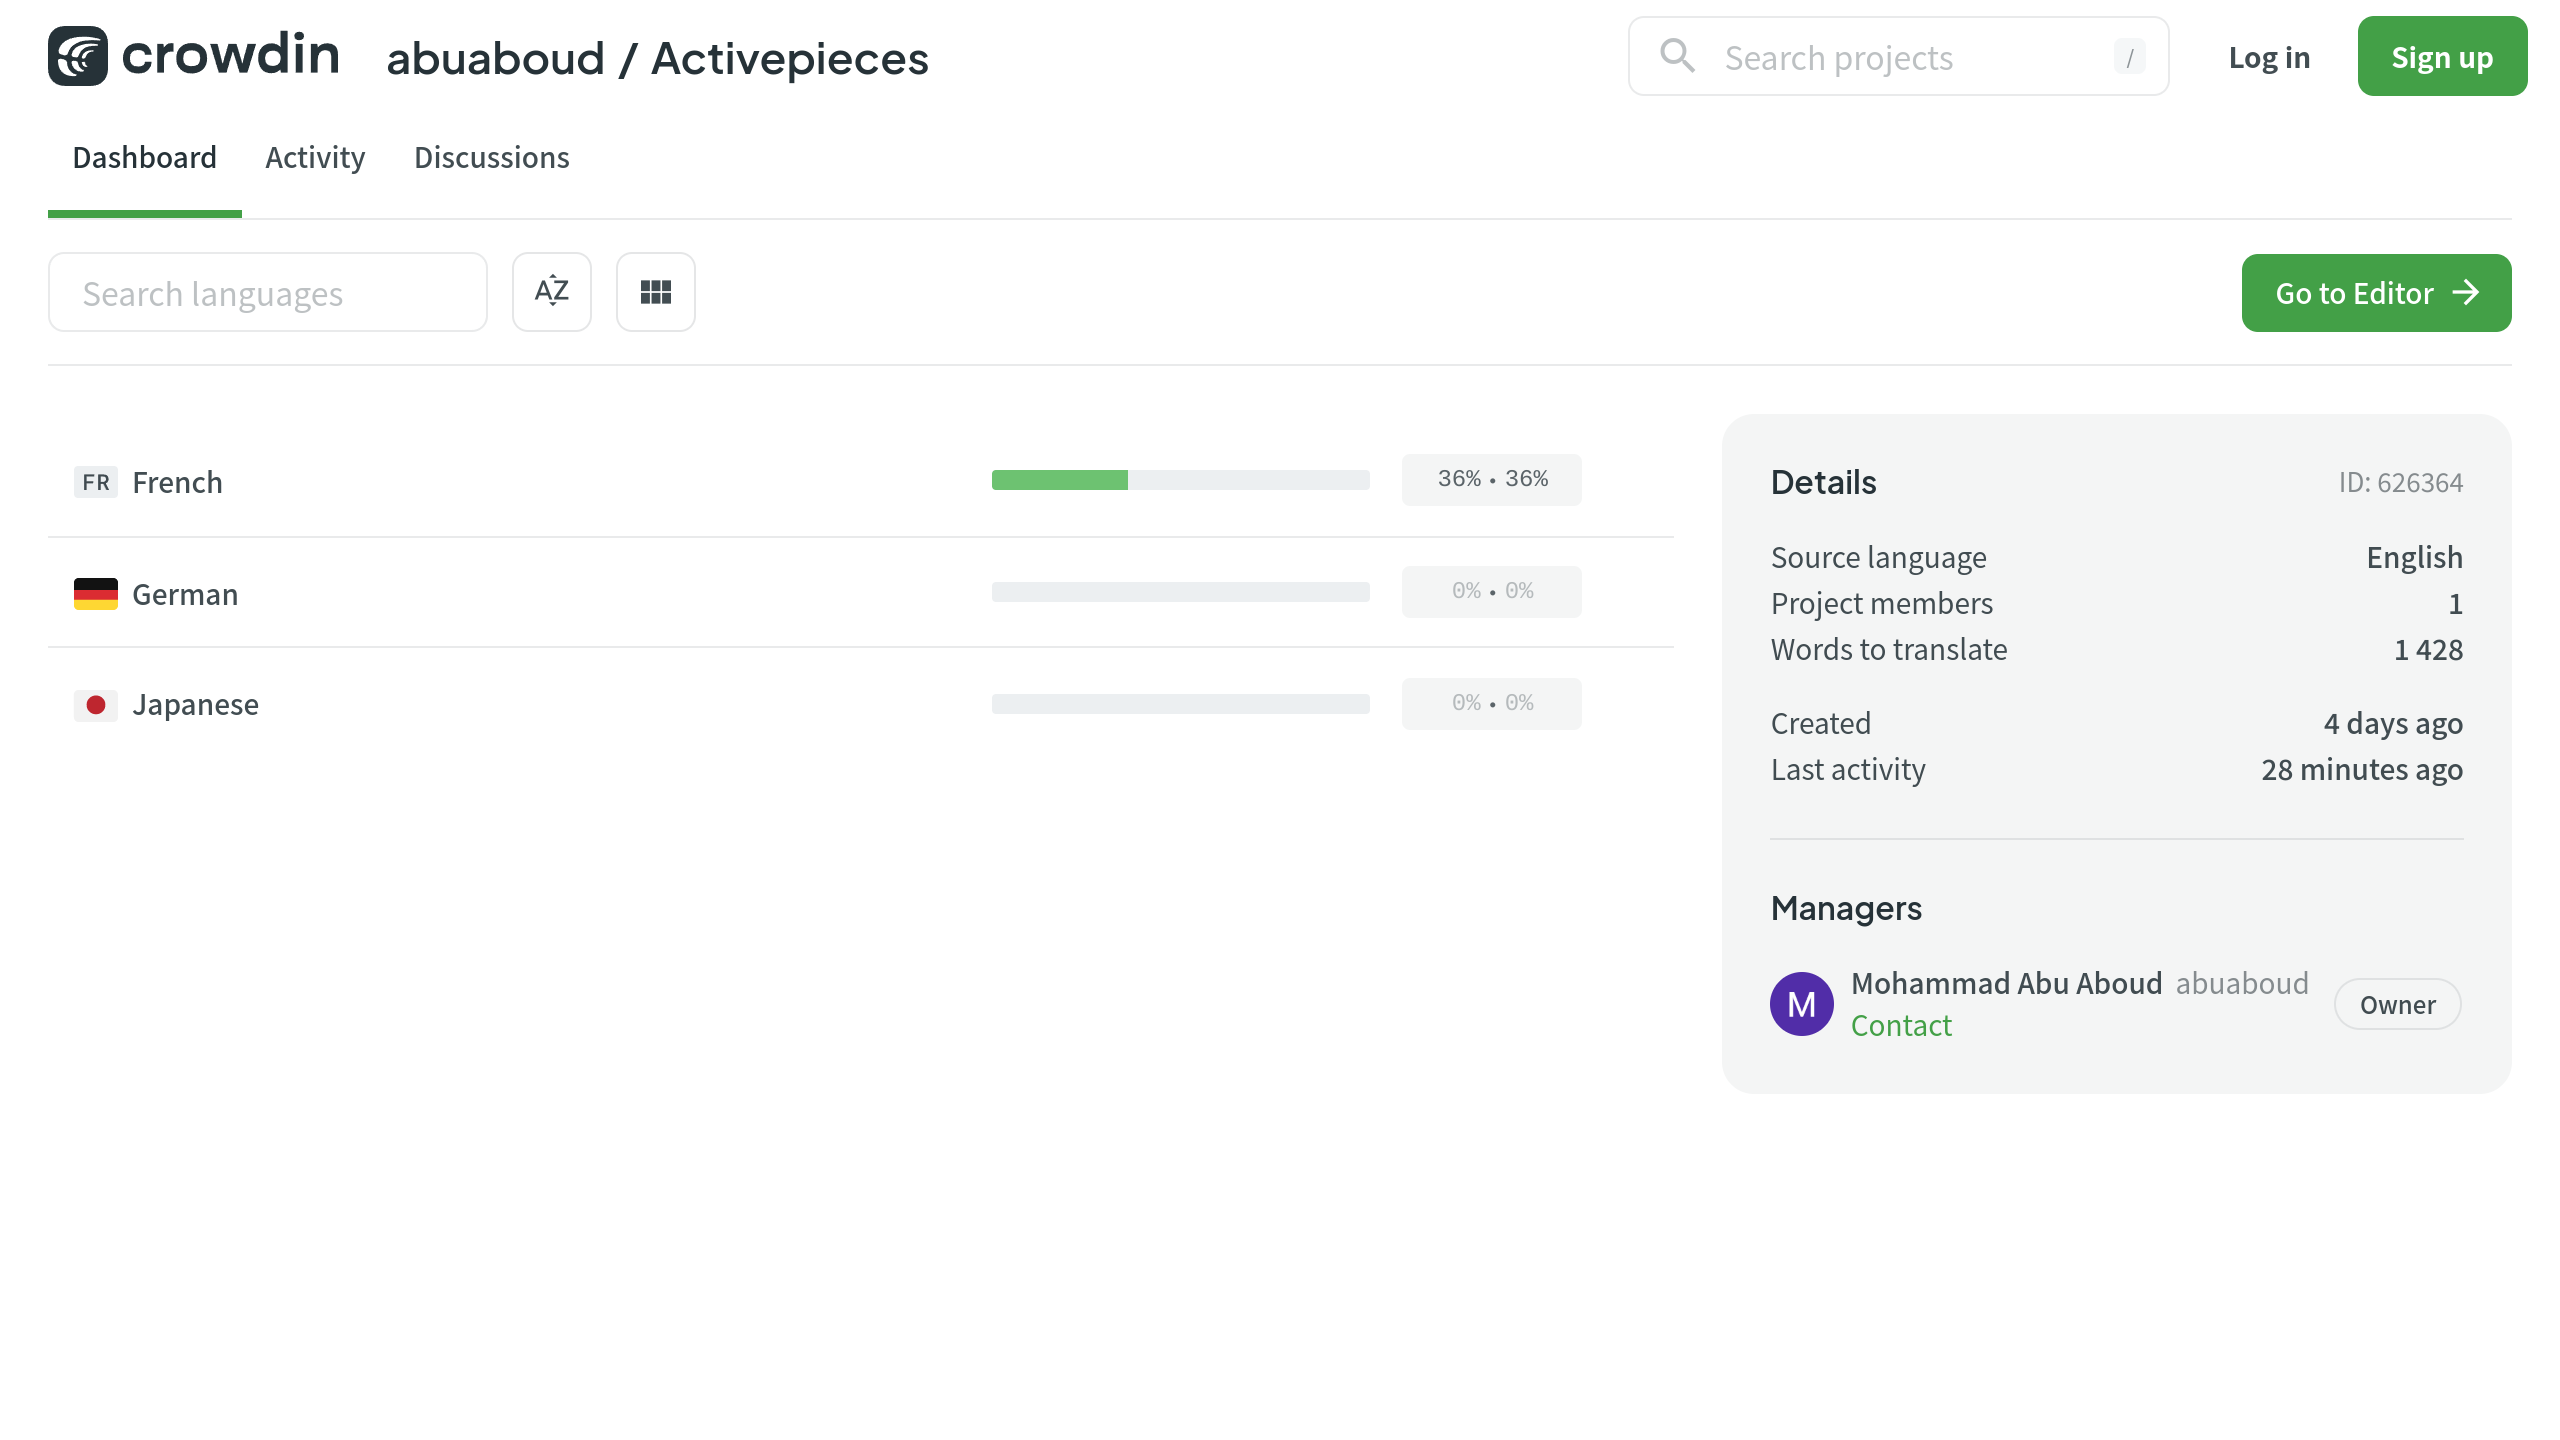 crowdin abuaboud / Activepieces
Search projects /
Log in
Sign up
Dashboard Activity Discussions
Search languages
AZ
Go to Editor
FR French 36% • 36%
German 0% • 0%
Japanese 0% • 0%
Details ID: 626364
Source language English
Project members 1
Words to translate 1 428
Created 4 days ago
Last activity 28 minutes ago
Managers
M
Mohammad Abu Aboud abuaboud
Contact
Owner